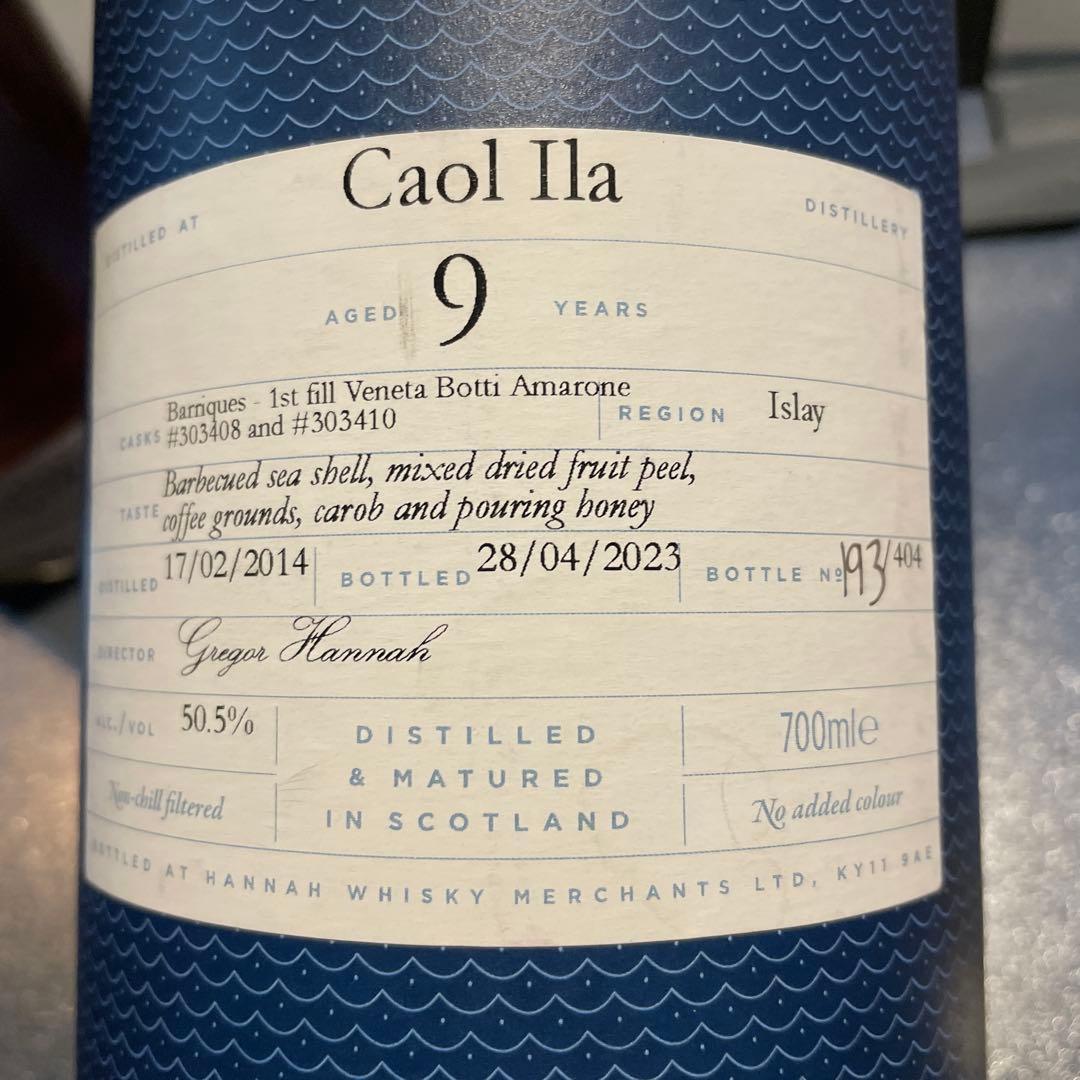 Caol Ila
DISTILLED AT
DISTILLERY
AGED 9 YEARS
Barriques - 1st fill Veneta Botti Amarone
CASKS #303408 and #303410
REGION Islay
Barbecued sea shell, mixed dried fruit peel,
TASTE coffee grounds, carob and pouring honey
DISTILLED 17/02/2014 BOTTLED 28/04/2023 BOTTLE Nº 193/404
DIRECTOR Gregor Hannah
ALC./VOL 50.5%
DISTILLED
& MATURED
IN SCOTLAND
700mle
Non-chill filtered
No added colour
BOTTLED AT HANNAH WHISKY MERCHANTS LTD, KY11 9AE